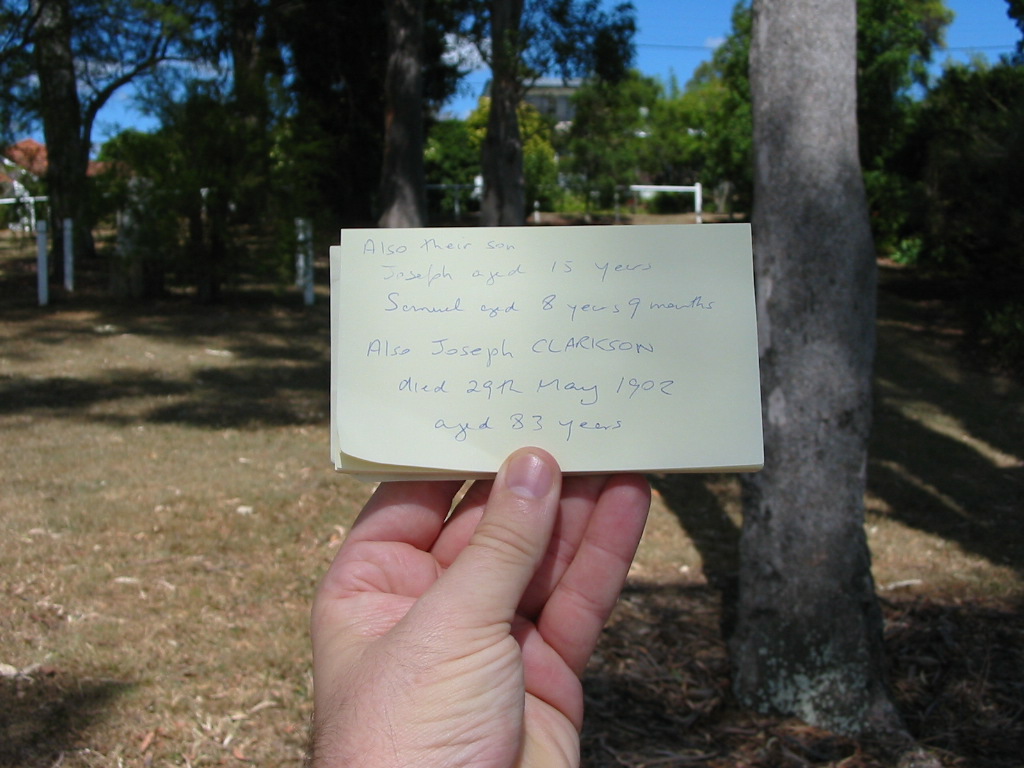 Also their son
Joseph aged 15 years
Samuel aged 8 years 9 months
Also Joseph CLARKSON
died 29th May 1902
aged 83 years